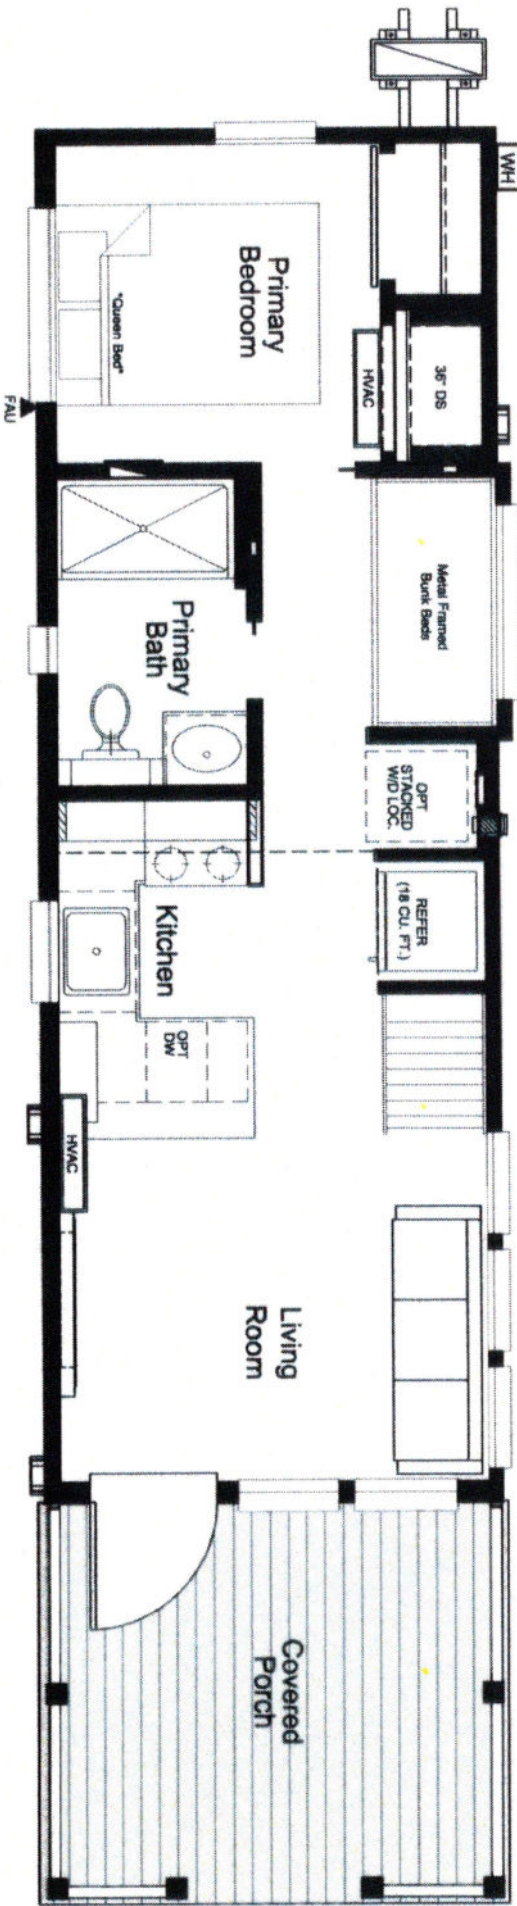 WH
Primary
Bedroom
"Queen Bed"
FAU
HVAC
36" DS
Metal Framed
Bunk Beds
Primary
Bath
OPT
STACKED
W/D LOC.
REFER
(18 CU. FT.)
Kitchen
OPT
DW
HVAC
Living
Room
Covered
Porch